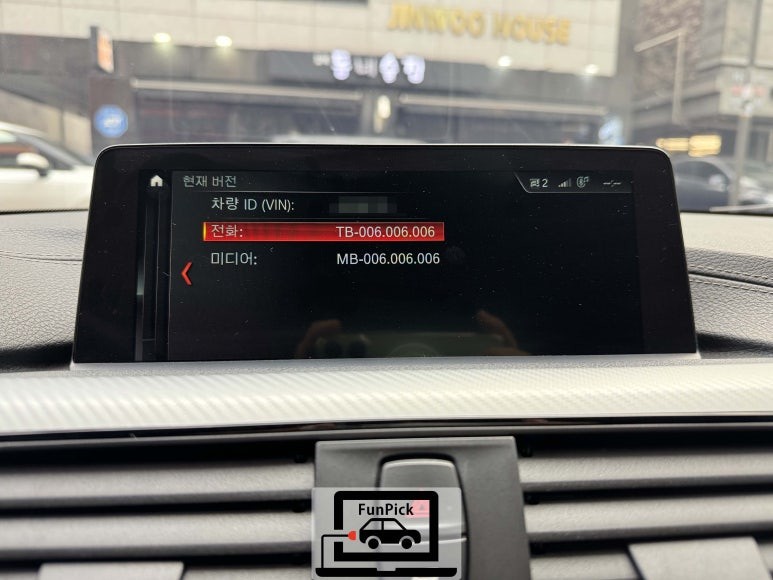 JINWOO HOUSE
현재 버전
2
--:--
차량 ID (VIN):
전화: TB-006.006.006
미디어: MB-006.006.006
FunPick